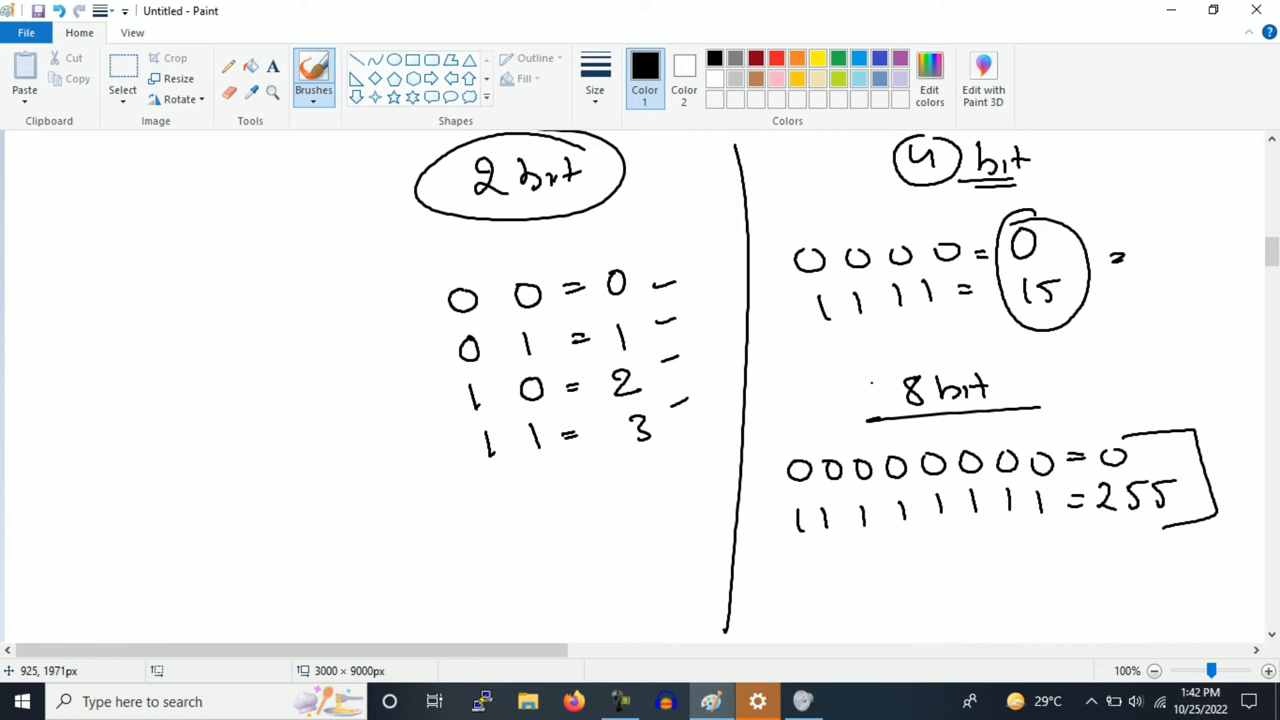 Untitled - Paint
File
Home
View
Paste
Cut
Copy
Clipboard
Select
Crop
Resize
Rotate
Image
Tools
Brushes
Shapes
Outline
Fill
Size
Color 1
Color 2
Edit colors
Edit with Paint 3D
Colors
2 bit
0 0 = 0
0 1 = 1
1 0 = 2
1 1 = 3
4 bit
0 0 0 0 = 0 =
1 1 1 1 = 15
8 bit
0 0 0 0 0 0 0 0 = 0
1 1 1 1 1 1 1 1 = 255
925, 1971px
3000 × 9000px
100%
Type here to search
29°C
1:42 PM
10/25/2022